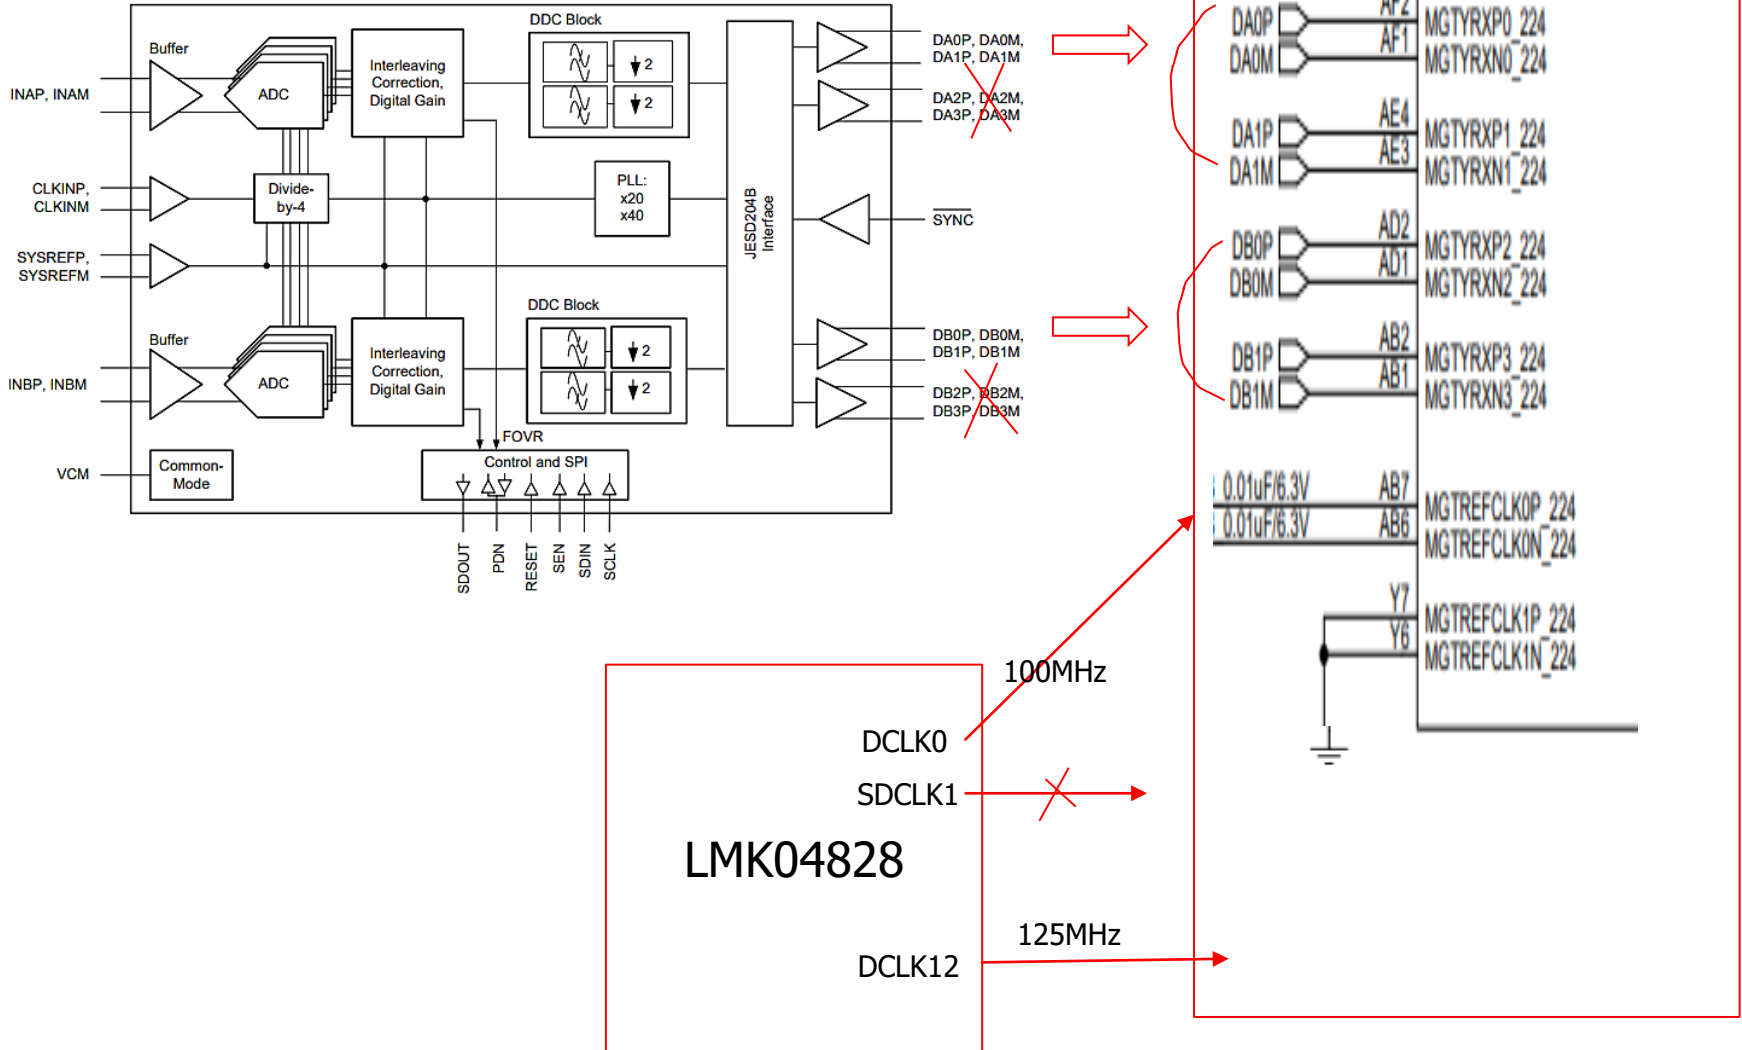 DDC Block
Buffer
INAP, INAM
ADC
Interleaving
Correction,
Digital Gain
2
2
DA0P, DA0M,
DA1P, DA1M
DA2P, DA2M,
DA3P, DA3M
CLKINP,
CLKINM
Divide-
by-4
PLL:
x20
x40
JESD204B
Interface
SYNC
SYSREFP,
SYSREFM
DDC Block
Buffer
INBP, INBM
ADC
Interleaving
Correction,
Digital Gain
2
2
DB0P, DB0M,
DB1P, DB1M
DB2P, DB2M,
DB3P, DB3M
FOVR
VCM
Common-
Mode
Control and SPI
SDOUT
PDN
RESET
SEN
SDIN
SCLK
DA0P
AF2
MGTYRXP0_224
DA0M
AF1
MGTYRXN0_224
DA1P
AE4
MGTYRXP1_224
DA1M
AE3
MGTYRXN1_224
DB0P
AD2
MGTYRXP2_224
DB0M
AD1
MGTYRXN2_224
DB1P
AB2
MGTYRXP3_224
DB1M
AB1
MGTYRXN3_224
0.01uF/6.3V
AB7
MGTREFCLK0P_224
0.01uF/6.3V
AB6
MGTREFCLK0N_224
Y7
MGTREFCLK1P_224
Y6
MGTREFCLK1N_224
100MHz
DCLK0
SDCLK1
LMK04828
125MHz
DCLK12